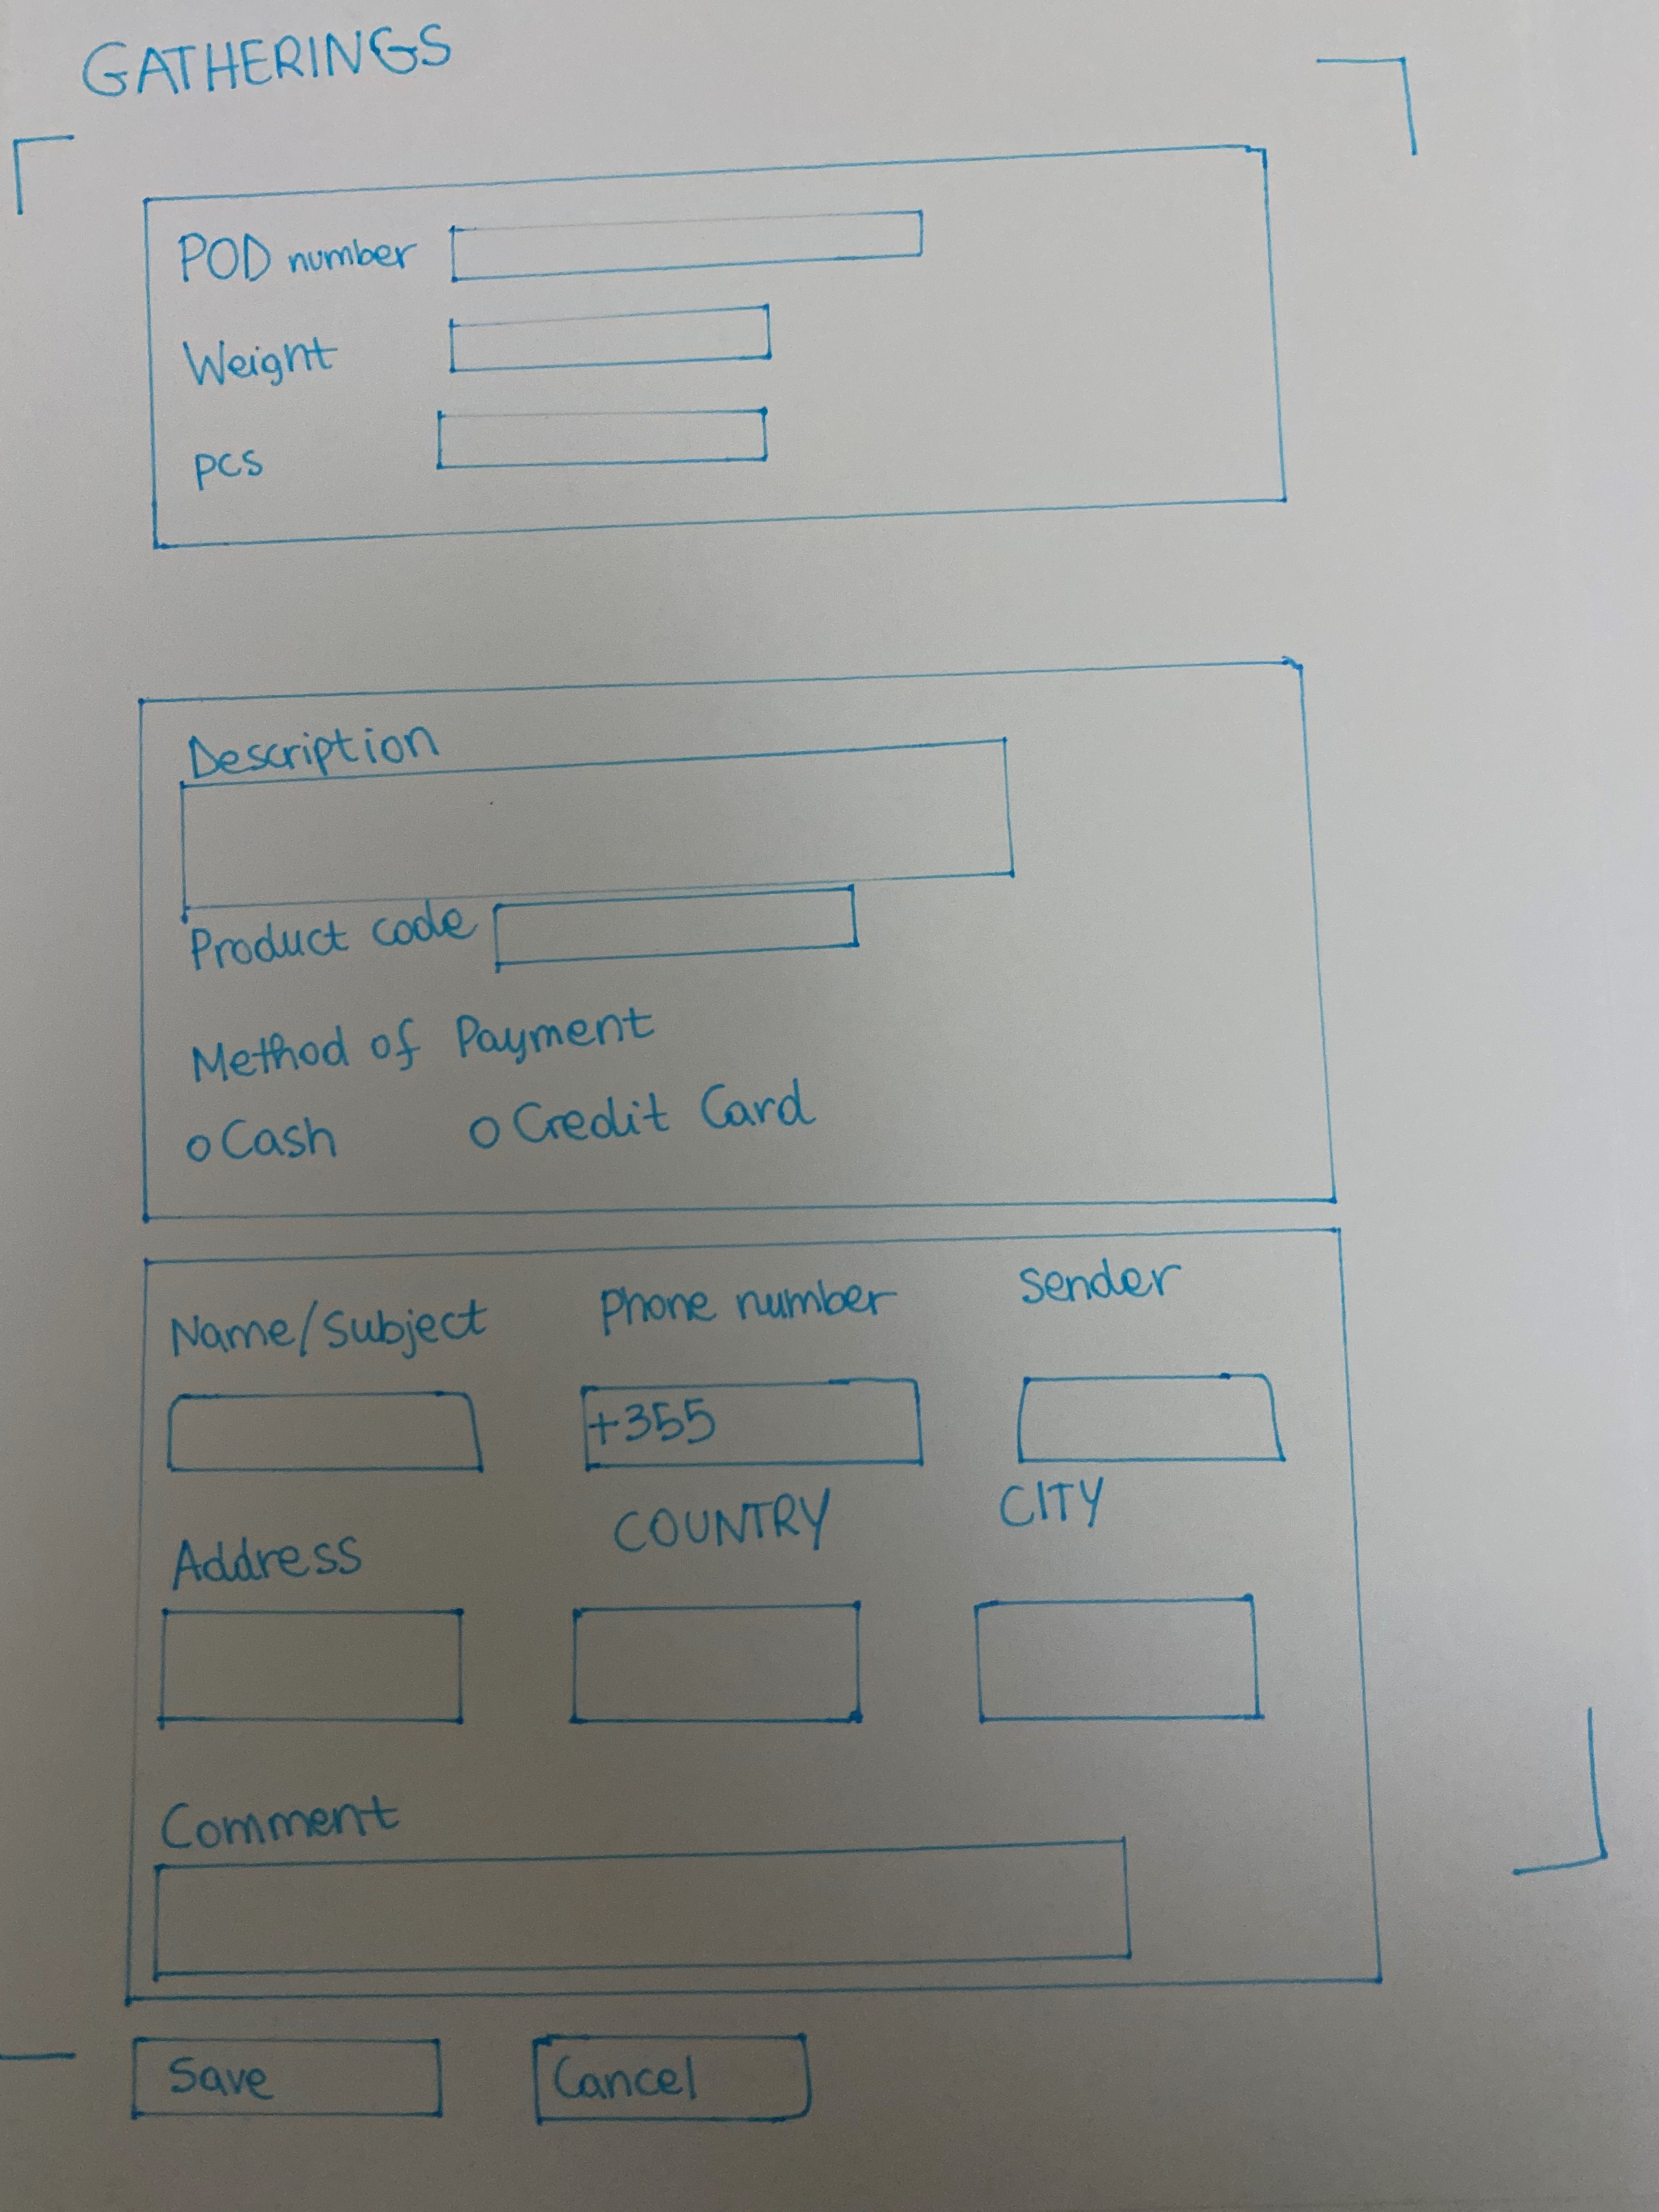 GATHERINGS
POD number
Weight
pcs
Description
Product code
Method of Payment
Cash Credit Card
Name/Subject Phone number Sender
+355
Address COUNTRY CITY
Comment
Save Cancel